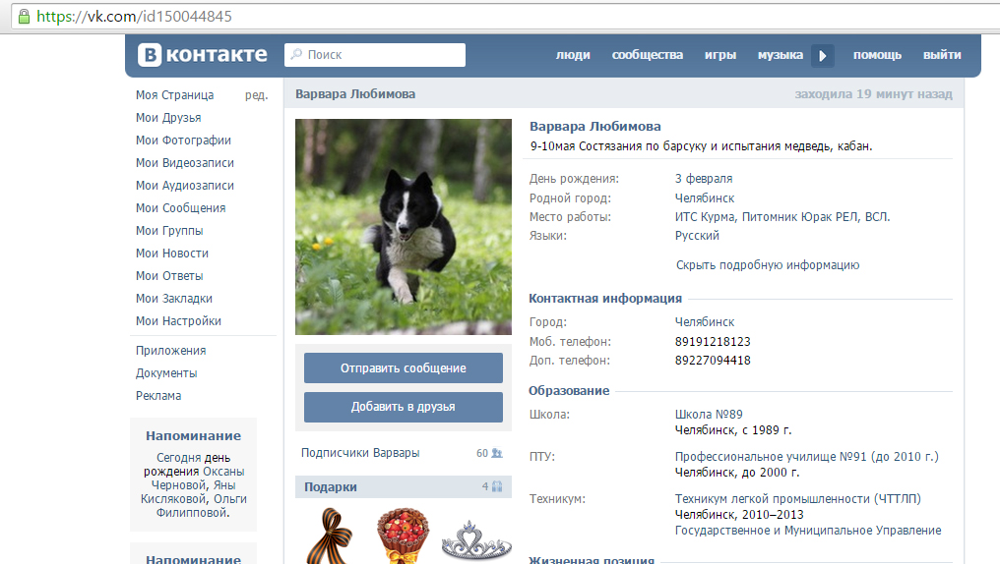 https://vk.com/id150044845
В контакте
Поиск
люди сообщества игры музыка помощь выйти
Моя Страница ред.
Мои Друзья
Мои Фотографии
Мои Видеозаписи
Мои Аудиозаписи
Мои Сообщения
Мои Группы
Мои Новости
Мои Ответы
Мои Закладки
Мои Настройки
Приложения
Документы
Реклама
Напоминание
Сегодня день
рождения Оксаны
Черновой, Яны
Кисляковой, Ольги
Филипповой.
Напоминание
Варвара Любимова
заходила 19 минут назад
Отправить сообщение
Добавить в друзья
Подписчики Варвары 60
Подарки 4
Варвара Любимова
9-10мая Состязания по барсуку и испытания медведь, кабан.
День рождения: 3 февраля
Родной город: Челябинск
Место работы: ИТС Курма, Питомник Юрак РЕЛ, ВСЛ.
Языки: Русский
Скрыть подробную информацию
Контактная информация
Город: Челябинск
Моб. телефон: 89191218123
Доп. телефон: 89227094418
Образование
Школа: Школа №89
Челябинск, с 1989 г.
ПТУ: Профессиональное училище №91 (до 2010 г.)
Челябинск, до 2000 г.
Техникум: Техникум легкой промышленности (ЧТТЛП)
Челябинск, 2010–2013
Государственное и Муниципальное Управление
Жизненная позиция